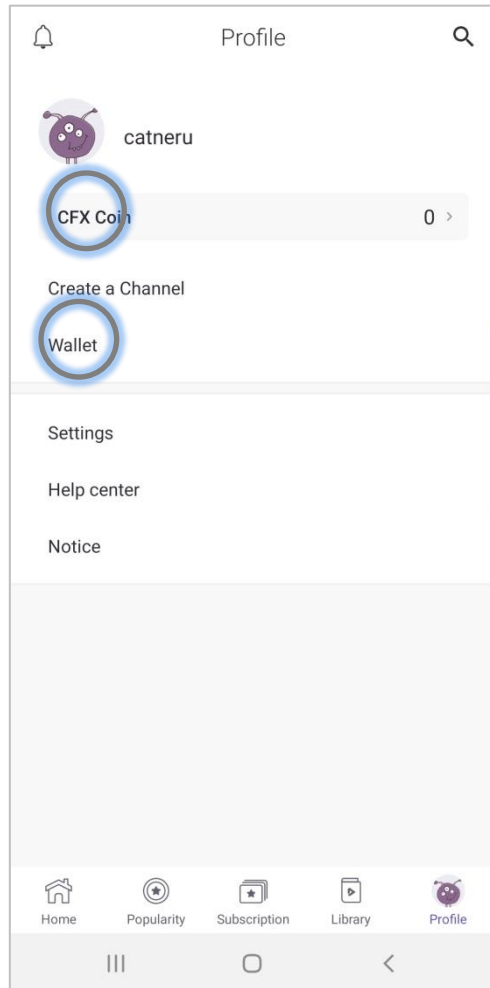 Profile
catneru
CFX Coin 0 >
Create a Channel
Wallet
Settings
Help center
Notice
Home Popularity Subscription Library Profile